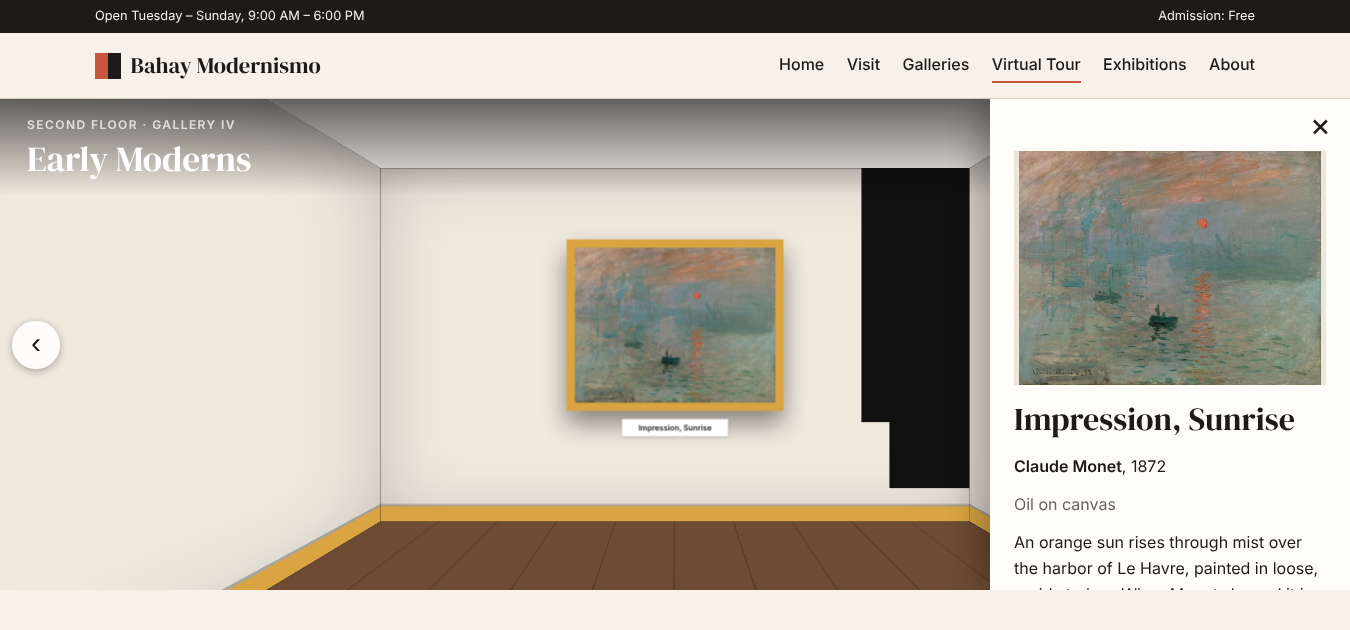 Open Tuesday – Sunday, 9:00 AM – 6:00 PM
Admission: Free
Bahay Modernismo
Home Visit Galleries Virtual Tour Exhibitions About
SECOND FLOOR · GALLERY IV
Early Moderns
Impression, Sunrise
Impression, Sunrise
Claude Monet, 1872
Oil on canvas
An orange sun rises through mist over
the harbor of Le Havre, painted in loose,